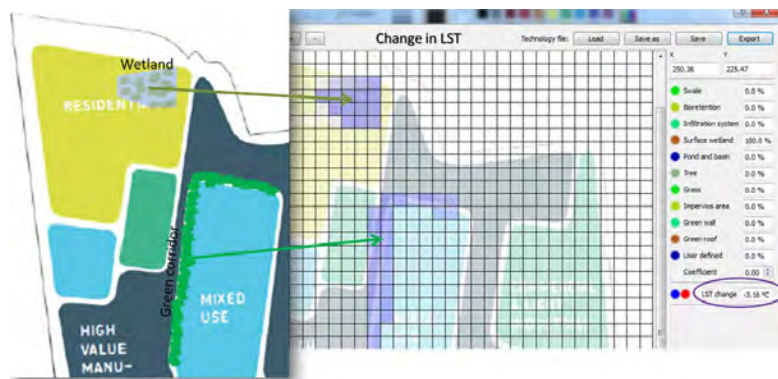 Wetland
RESIDENTI
Green corridor
MIXED
USE
HIGH
VALUE
MANU-
Change in LST
Technology file:
Load
Save as
Save
Export
X
Y
250.36
225.47
Swale
0.0 %
Bioretention
0.0 %
Infiltration system
0.0 %
Surface wetland
100.0 %
Pond and basin
0.0 %
Tree
0.0 %
Grass
0.0 %
Impervios area
0.0 %
Green wall
0.0 %
Green roof
0.0 %
User defined
0.0 %
Coefficient
0.00
LST change
-3.16 °C